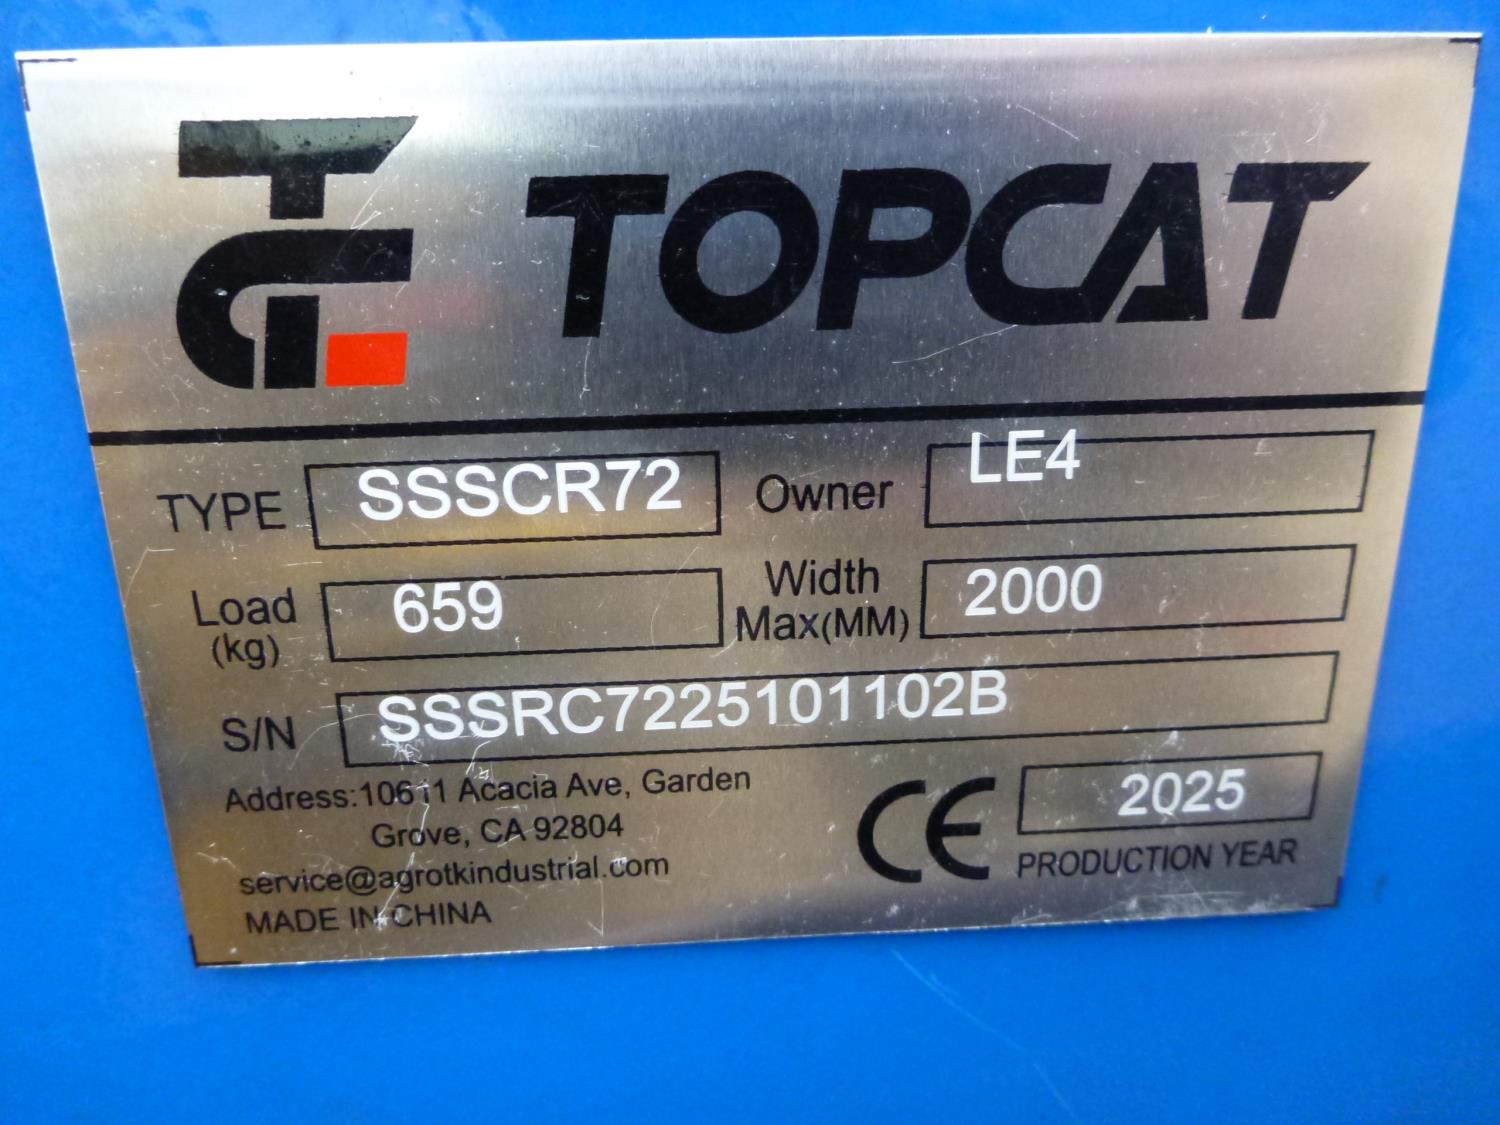 TOPCAT
TYPE SSSCR72 Owner LE4
Load (kg) 659 Width Max(MM) 2000
S/N SSSRC7225101102B
Address:10611 Acacia Ave, Garden
Grove, CA 92804
service@agrotkindustrial.com
MADE IN CHINA
CE 2025
PRODUCTION YEAR